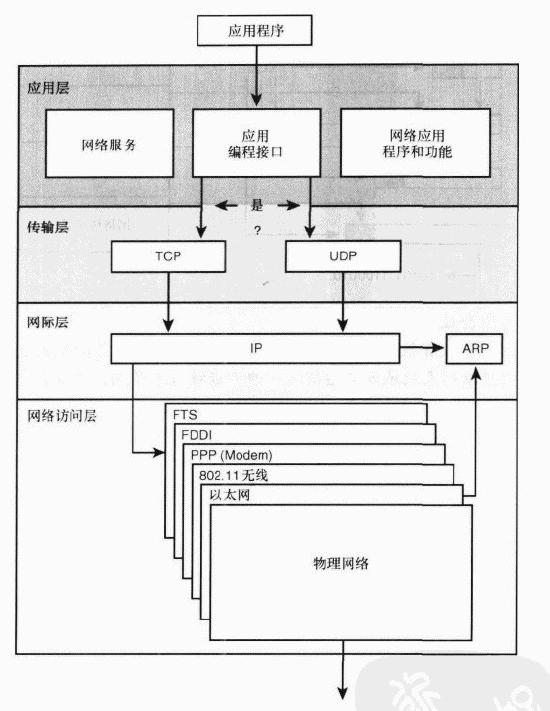 应用程序
应用层
网络服务
应用
编程接口
网络应用
程序和功能
是
?
传输层
TCP
UDP
网际层
IP
ARP
网络访问层
FTS
FDDI
PPP (Modem)
802.11无线
以太网
物理网络